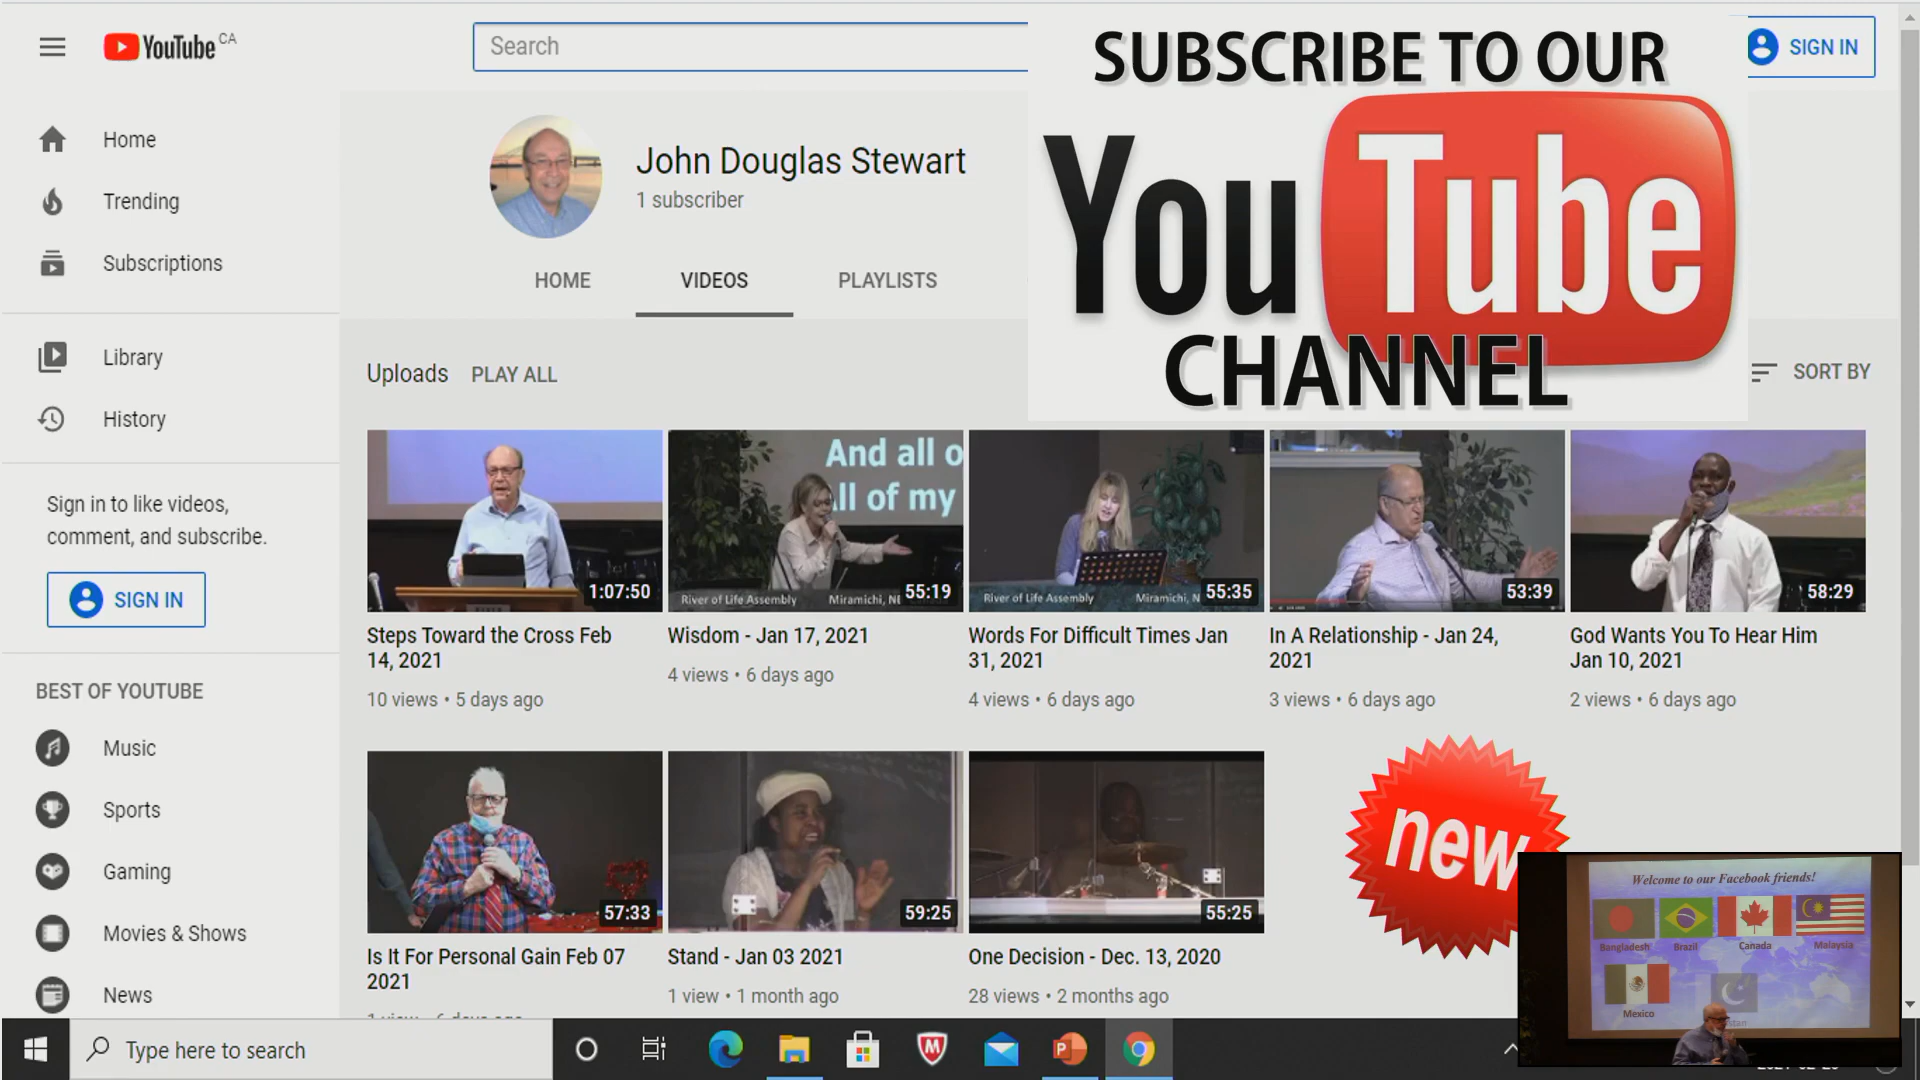 YouTube CA
Search
SIGN IN
SUBSCRIBE TO OUR
YouTube
CHANNEL
Home
Trending
Subscriptions
Library
History
Sign in to like videos,
comment, and subscribe.
SIGN IN
BEST OF YOUTUBE
Music
Sports
Gaming
Movies & Shows
News
John Douglas Stewart
1 subscriber
HOME
VIDEOS
PLAYLISTS
Uploads
PLAY ALL
SORT BY
1:07:50
And all o
ll of my
River of Life Assembly
Miramichi, NB
55:19
River of Life Assembly
Miramichi, N
55:35
53:39
58:29
Steps Toward the Cross Feb
14, 2021
10 views • 5 days ago
Wisdom - Jan 17, 2021
4 views • 6 days ago
Words For Difficult Times Jan
31, 2021
4 views • 6 days ago
In A Relationship - Jan 24,
2021
3 views • 6 days ago
God Wants You To Hear Him
Jan 10, 2021
2 views • 6 days ago
57:33
59:25
55:25
Is It For Personal Gain Feb 07
2021
1 view • 6 days ago
Stand - Jan 03 2021
1 view • 1 month ago
One Decision - Dec. 13, 2020
28 views • 2 months ago
new
Welcome to our Facebook friends!
Bangladesh
Brazil
Canada
Malaysia
Mexico
Type here to search